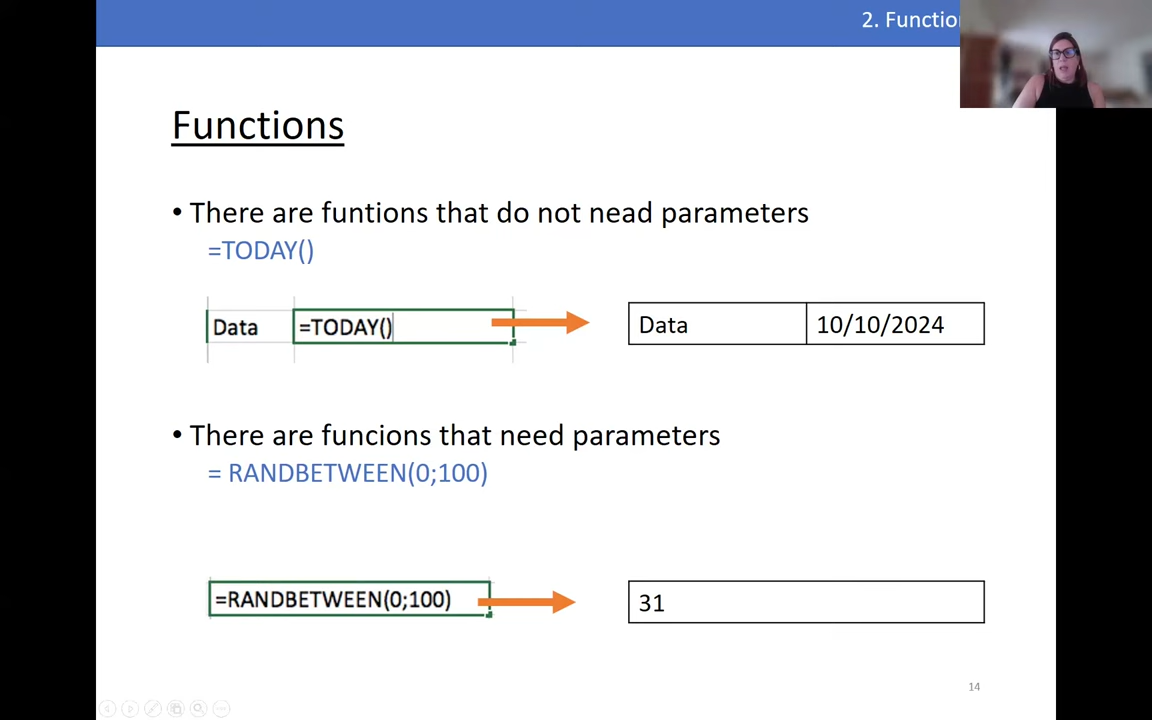 2. Functio
Functions
• There are funtions that do not nead parameters
=TODAY()
Data =TODAY()
Data 10/10/2024
• There are funcions that need parameters
= RANDBETWEEN(0;100)
=RANDBETWEEN(0;100)
31
14